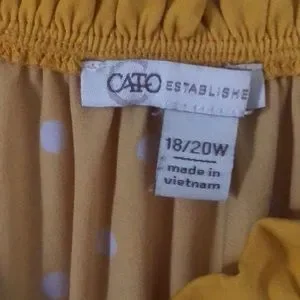 CATO ESTABLISHE
18/20W
made in
vietnam